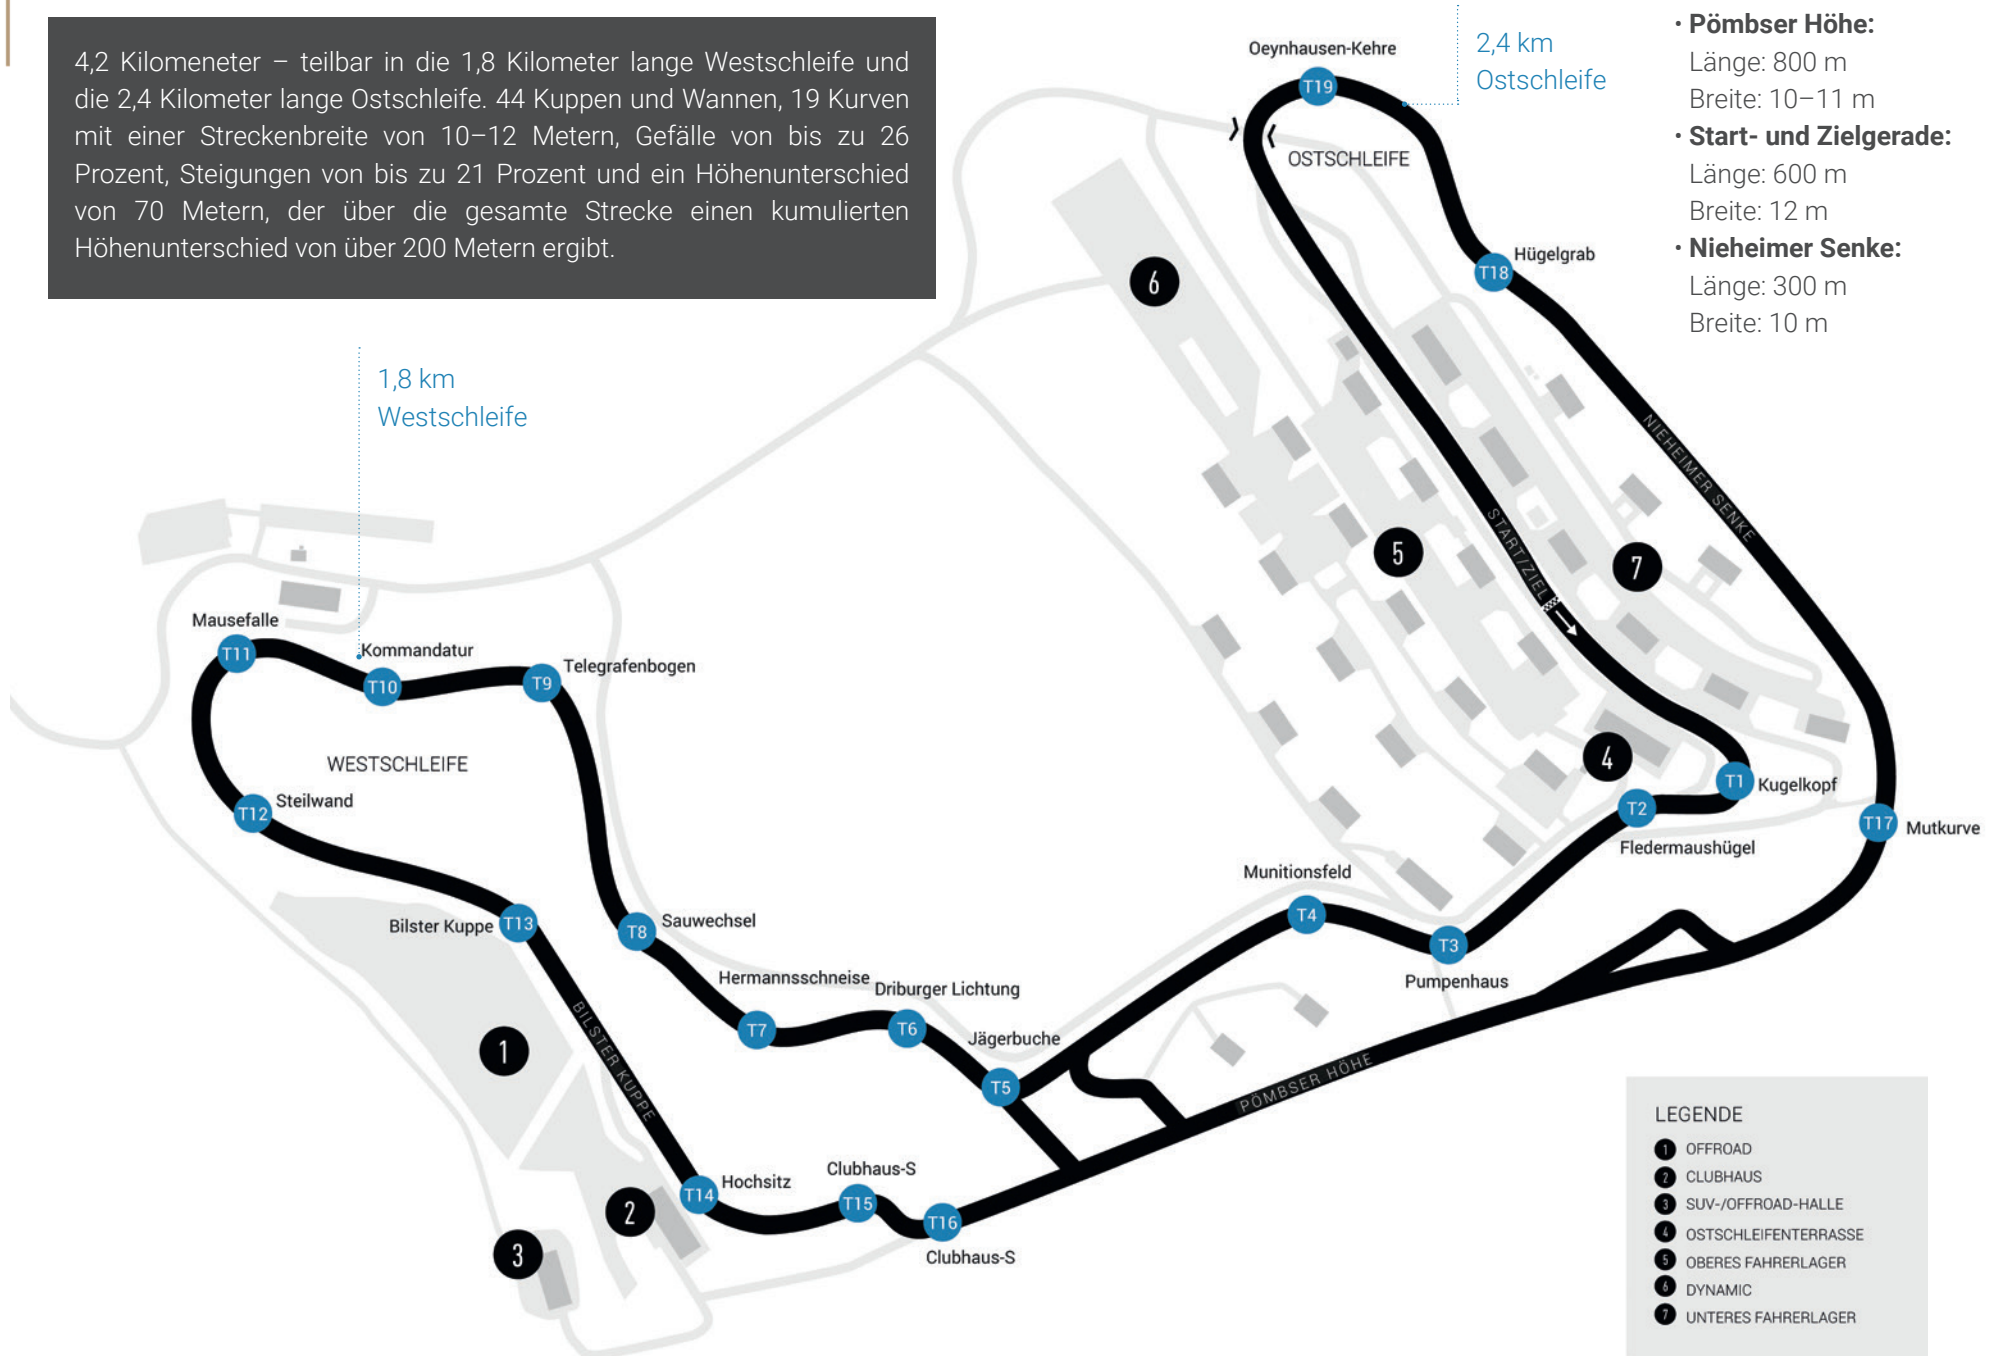 4,2 Kilomeneter – teilbar in die 1,8 Kilometer lange Westschleife und
die 2,4 Kilometer lange Ostschleife. 44 Kuppen und Wannen, 19 Kurven
mit einer Streckenbreite von 10–12 Metern, Gefälle von bis zu 26
Prozent, Steigungen von bis zu 21 Prozent und ein Höhenunterschied
von 70 Metern, der über die gesamte Strecke einen kumulierten
Höhenunterschied von über 200 Metern ergibt.
2,4 km
Ostschleife
• Pömbser Höhe:
Länge: 800 m
Breite: 10–11 m
• Start- und Zielgerade:
Länge: 600 m
Breite: 12 m
• Nieheimer Senke:
Länge: 300 m
Breite: 10 m
1,8 km
Westschleife
Oeynhausen-Kehre
T19
OSTSCHLEIFE
Hügelgrab
T18
6
NIEHEIMER SENKE
START/ZIEL
5
7
4
T1
Kugelkopf
T2
Fledermaushügel
T17
Mutkurve
Munitionsfeld
T4
T3
Pumpenhaus
Mausefalle
T11
Kommandatur
T10
T9
Telegrafenbogen
WESTSCHLEIFE
Steilwand
T12
Bilster Kuppe
T13
T8
Sauwechsel
Hermannsschneise
T7
Driburger Lichtung
T6
Jägerbuche
T5
1
BILSTER KUPPE
PÖMBSER HÖHE
2
3
T14
Hochsitz
Clubhaus-S
T15
T16
Clubhaus-S
LEGENDE
1 OFFROAD
2 CLUBHAUS
3 SUV-/OFFROAD-HALLE
4 OSTSCHLEIFENTERRASSE
5 OBERES FAHRERLAGER
6 DYNAMIC
7 UNTERES FAHRERLAGER